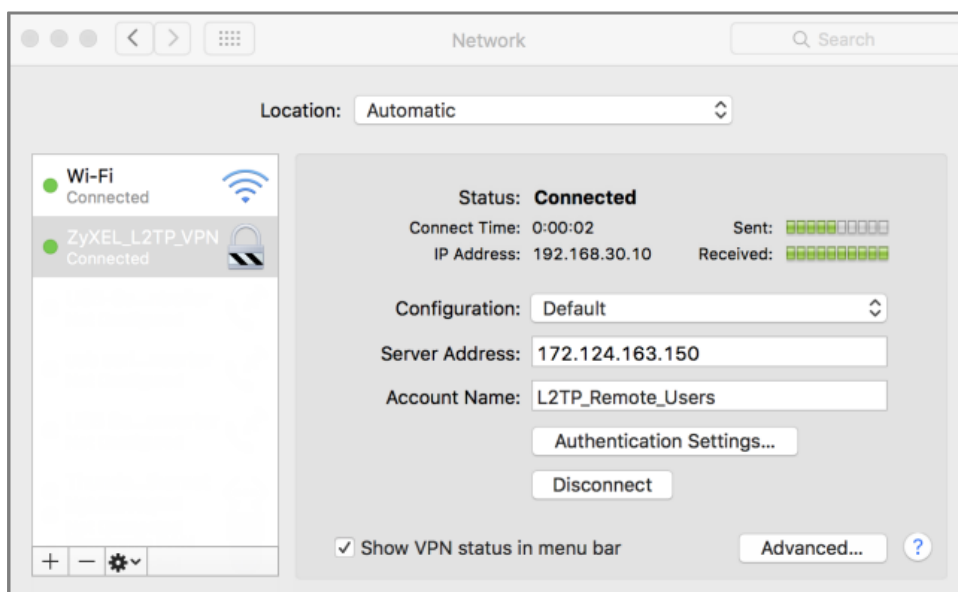 Network
Search
Location: Automatic
Wi-Fi
Connected
ZyXEL_L2TP_VPN
Connected
Status: Connected
Connect Time: 0:00:02 Sent:
IP Address: 192.168.30.10 Received:
Configuration: Default
Server Address: 172.124.163.150
Account Name: L2TP_Remote_Users
Authentication Settings...
Disconnect
Show VPN status in menu bar
Advanced... ?